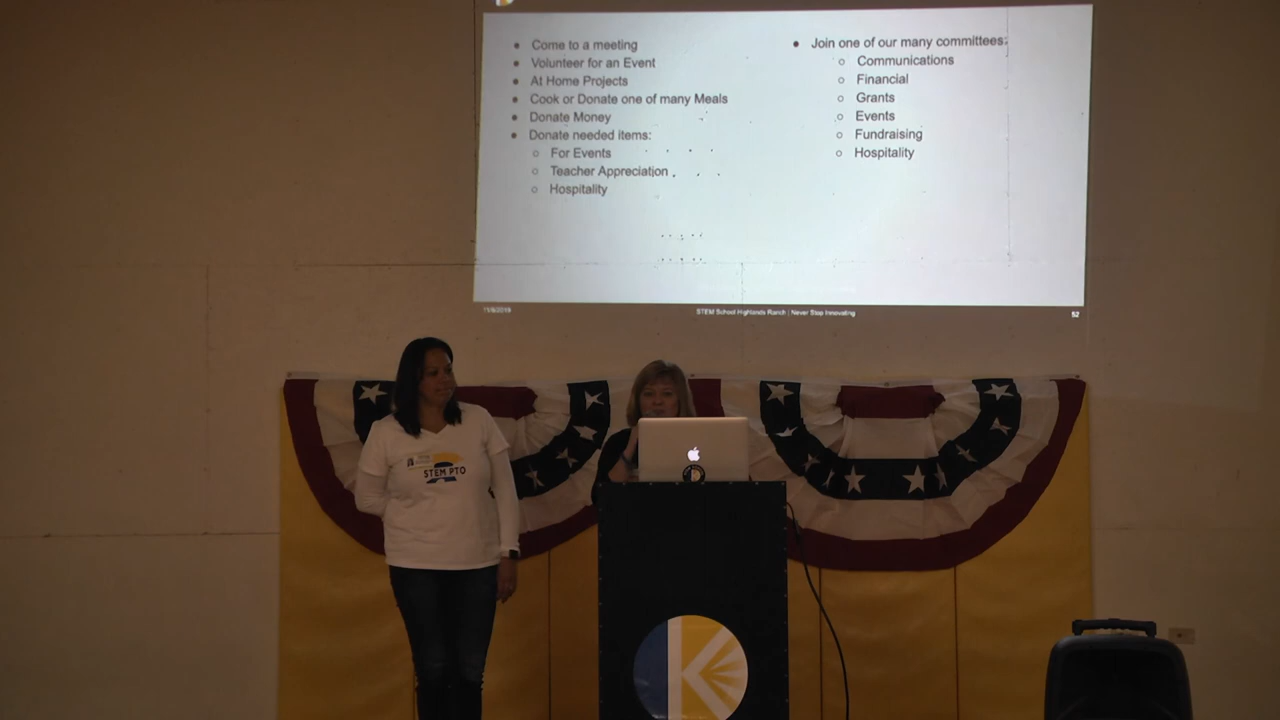 Come to a meeting
Volunteer for an Event
At Home Projects
Cook or Donate one of many Meals
Donate Money
Donate needed items:
For Events
Teacher Appreciation
Hospitality
Join one of our many committees:
Communications
Financial
Grants
Events
Fundraising
Hospitality
STEM School Highlands Ranch | Never Stop Innovating
52
STEM PTO